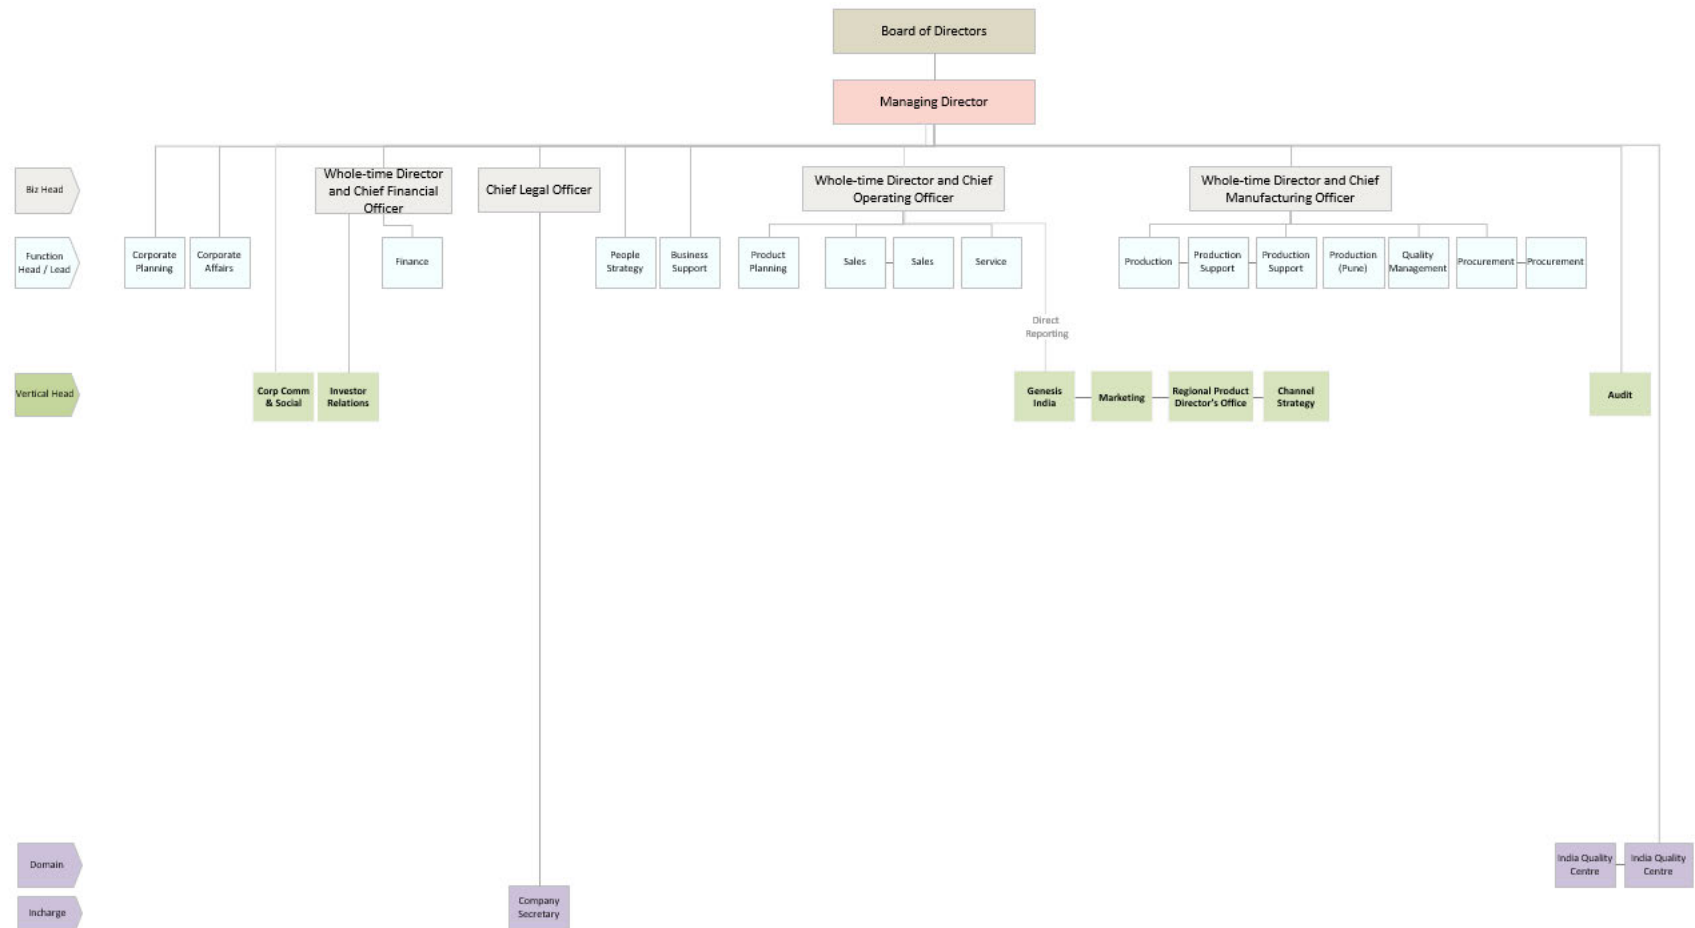 Board of Directors
Managing Director
Biz Head
Whole-time Director
and Chief Financial
Officer
Chief Legal Officer
Whole-time Director and Chief
Operating Officer
Whole-time Director and Chief
Manufacturing Officer
Function
Head / Lead
Corporate
Planning
Corporate
Affairs
Finance
People
Strategy
Business
Support
Product
Planning
Sales
Sales
Service
Production
Production
Support
Production
Support
Production
(Pune)
Quality
Management
Procurement
Procurement
Direct
Reporting
Vertical Head
Corp Comm
& Social
Investor
Relations
Genesis
India
Marketing
Regional Product
Director's Office
Channel
Strategy
Audit
Domain
India Quality
Centre
India Quality
Centre
Incharge
Company
Secretary